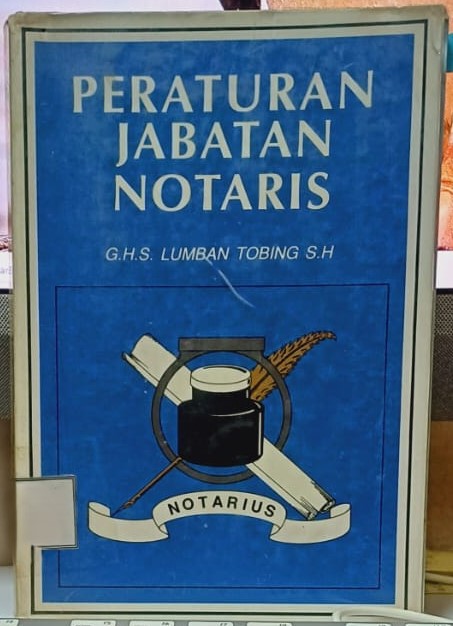 PERATURAN
JABATAN
NOTARIS
G.H.S. LUMBAN TOBING S.H
NOTARIUS